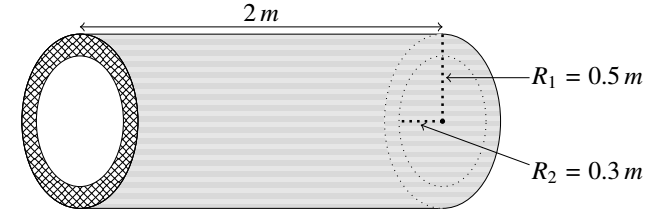 2 m
R₁ = 0.5 m
R₂ = 0.3 m